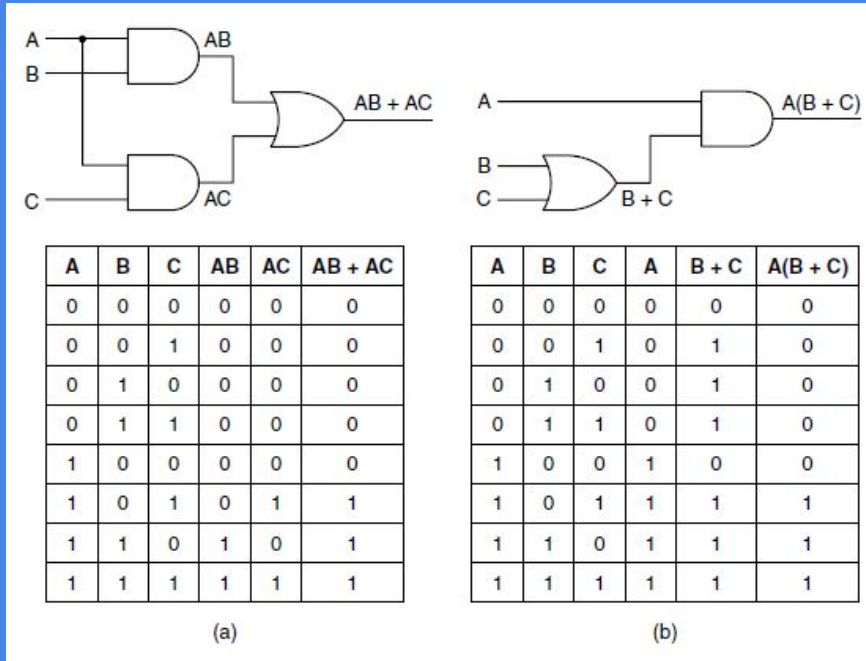 A
B
AB
C
AC
AB + AC
A
B
C
B + C
A(B + C)
A B C AB AC AB + AC
0 0 0 0 0 0
0 0 1 0 0 0
0 1 0 0 0 0
0 1 1 0 0 0
1 0 0 0 0 0
1 0 1 0 1 1
1 1 0 1 0 1
1 1 1 1 1 1
(a)
A B C A B + C A(B + C)
0 0 0 0 0 0
0 0 1 0 1 0
0 1 0 0 1 0
0 1 1 0 1 0
1 0 0 1 0 0
1 0 1 1 1 1
1 1 0 1 1 1
1 1 1 1 1 1
(b)